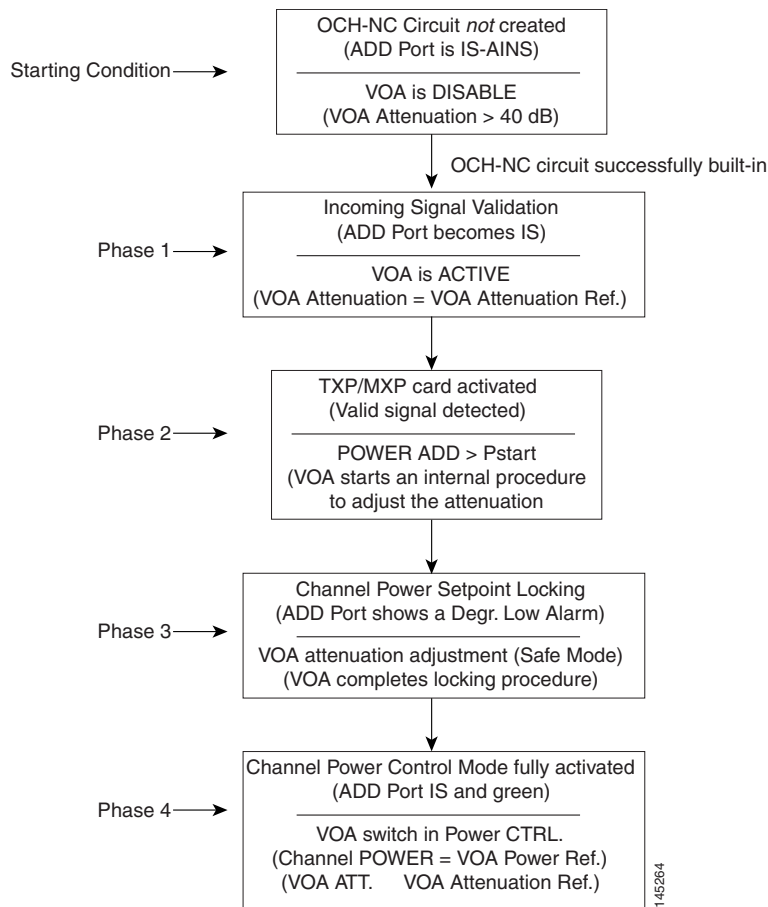 OCH-NC Circuit not created
(ADD Port is IS-AINS)
Starting Condition
VOA is DISABLE
(VOA Attenuation > 40 dB)
OCH-NC circuit successfully built-in
Incoming Signal Validation
(ADD Port becomes IS)
Phase 1
VOA is ACTIVE
(VOA Attenuation = VOA Attenuation Ref.)
TXP/MXP card activated
(Valid signal detected)
Phase 2
POWER ADD > Pstart
(VOA starts an internal procedure
to adjust the attenuation
Channel Power Setpoint Locking
(ADD Port shows a Degr. Low Alarm)
Phase 3
VOA attenuation adjustment (Safe Mode)
(VOA completes locking procedure)
Channel Power Control Mode fully activated
(ADD Port IS and green)
Phase 4
VOA switch in Power CTRL.
(Channel POWER = VOA Power Ref.)
(VOA ATT. VOA Attenuation Ref.)
145264